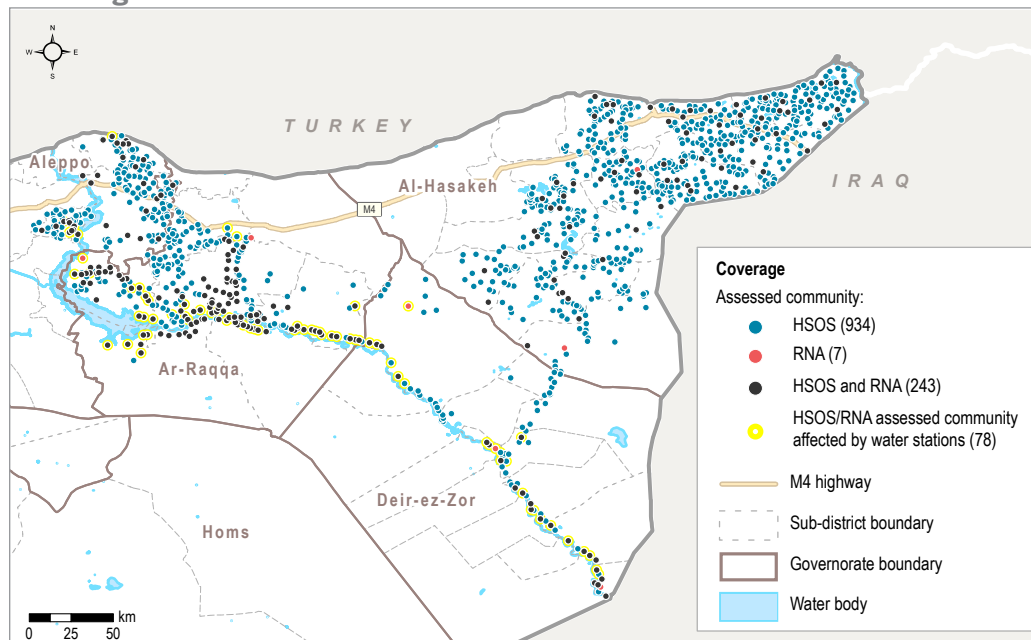 N
W E
S
TURKEY
Aleppo
Al-Hasakeh
IRAQ
M4
Ar-Raqqa
Deir-ez-Zor
Homs
Coverage
Assessed community:
HSOS (934)
RNA (7)
HSOS and RNA (243)
HSOS/RNA assessed community
affected by water stations (78)
M4 highway
Sub-district boundary
Governorate boundary
Water body
km
0 25 50